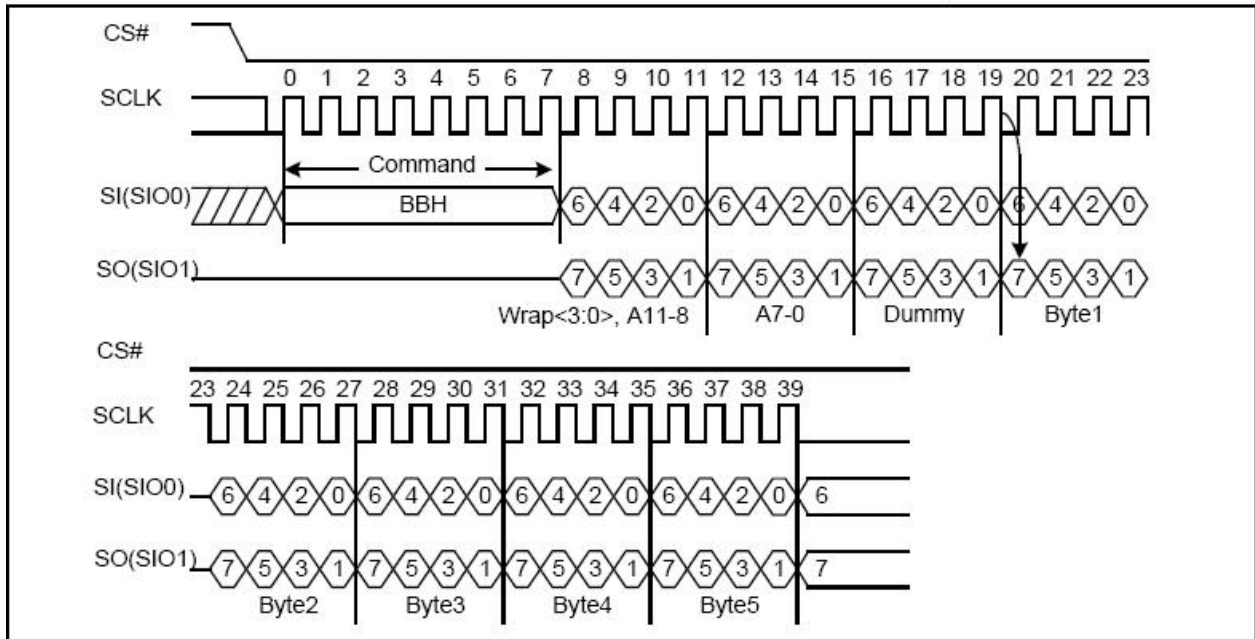 CS#
0 1 2 3 4 5 6 7 8 9 10 11 12 13 14 15 16 17 18 19 20 21 22 23
SCLK
Command
SI(SIO0) BBH 6 4 2 0 6 4 2 0 6 4 2 0 6 4 2 0
SO(SIO1) 7 5 3 1 7 5 3 1 7 5 3 1 7 5 3 1
Wrap<3:0>, A11-8 A7-0 Dummy Byte1
CS#
23 24 25 26 27 28 29 30 31 32 33 34 35 36 37 38 39
SCLK
SI(SIO0) 6 4 2 0 6 4 2 0 6 4 2 0 6 4 2 0 6
SO(SIO1) 7 5 3 1 7 5 3 1 7 5 3 1 7 5 3 1 7
Byte2 Byte3 Byte4 Byte5